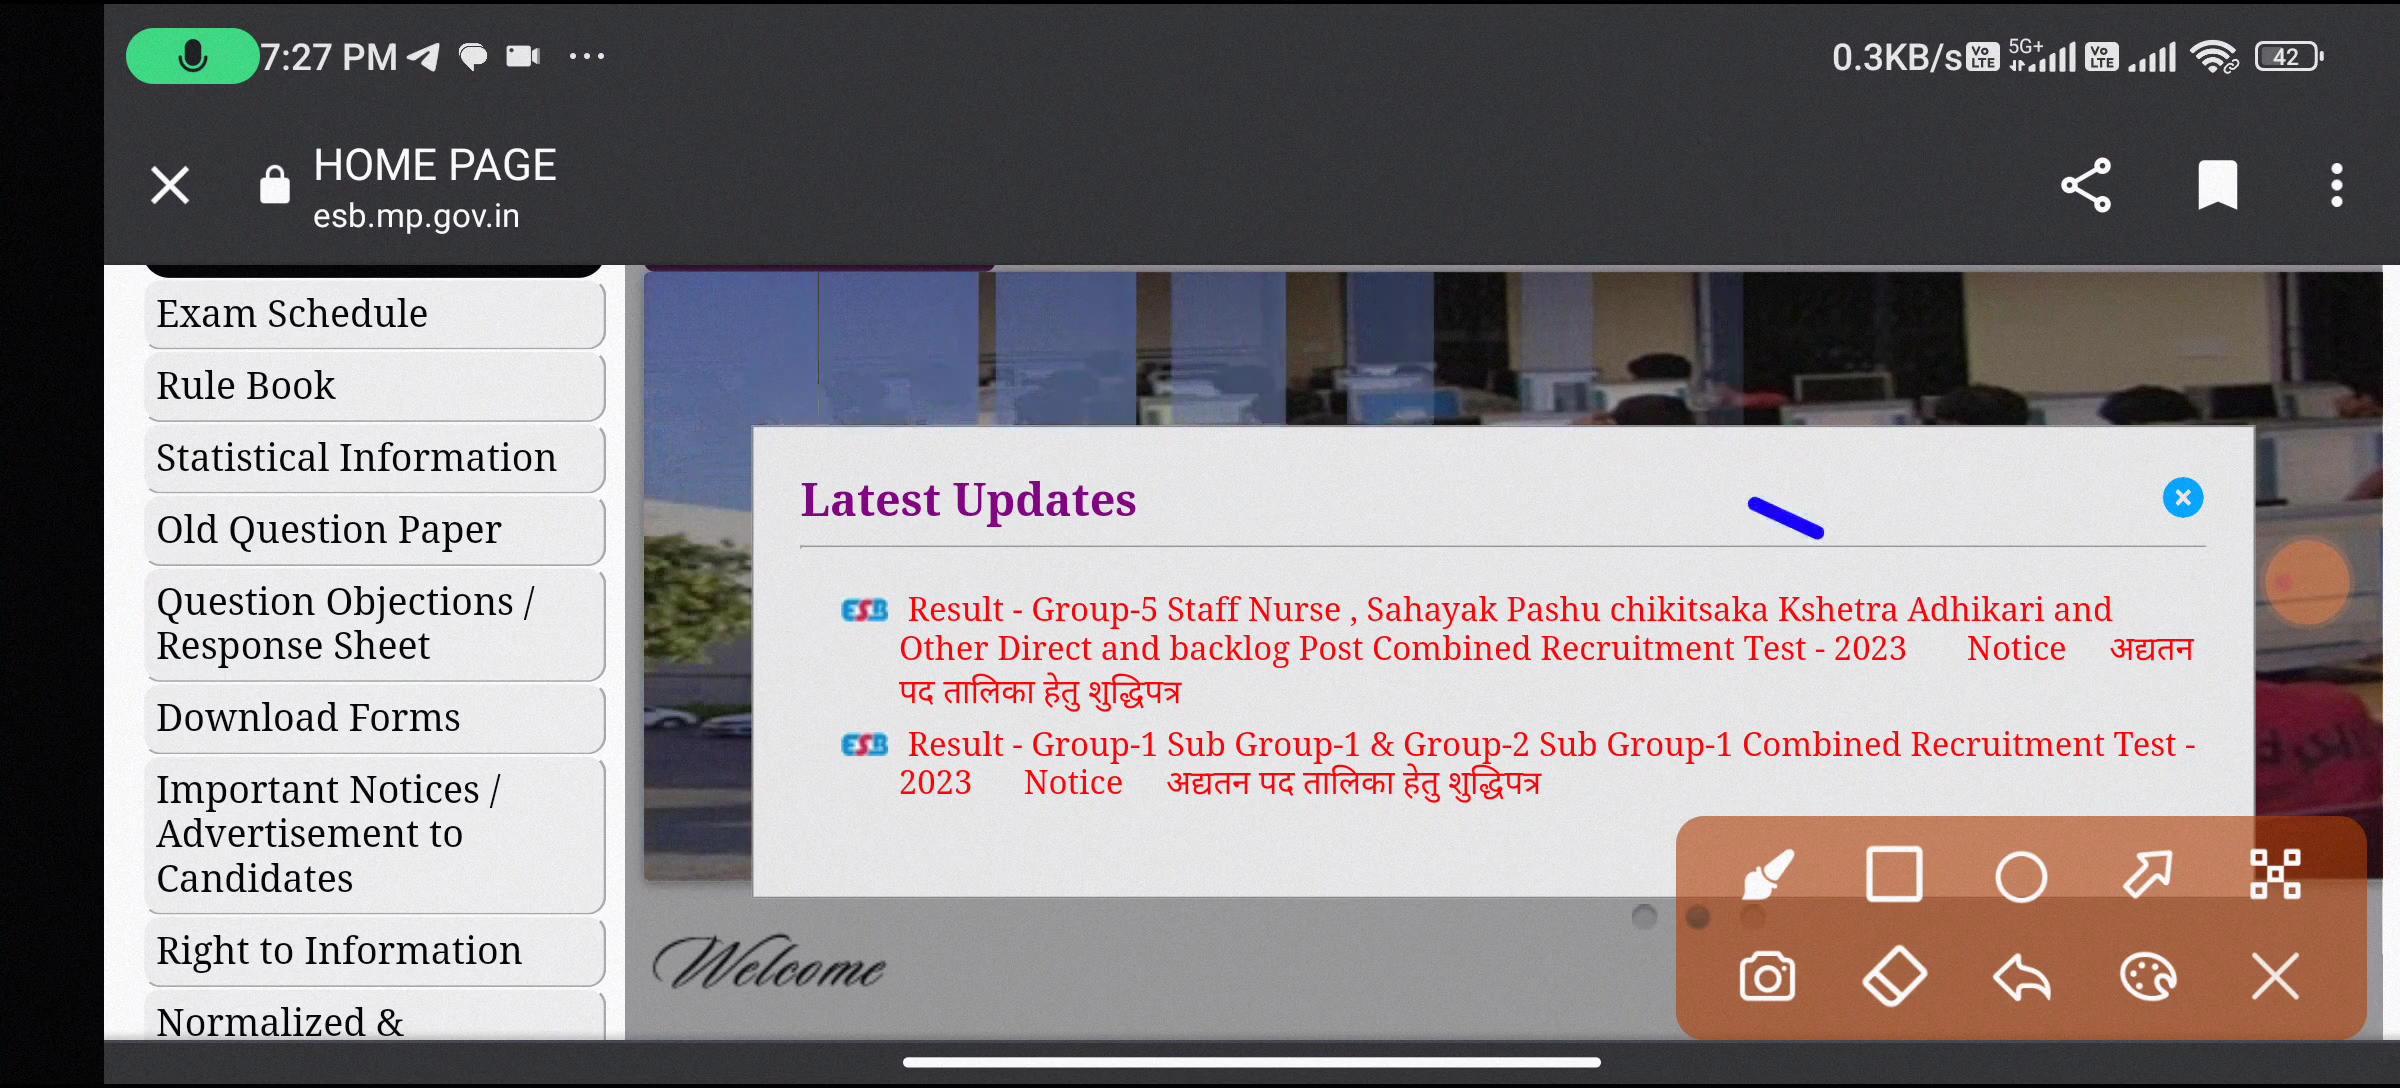 7:27 PM
0.3KB/s Vo LTE 5G+ Vo LTE 42
HOME PAGE
esb.mp.gov.in
Exam Schedule
Rule Book
Statistical Information
Old Question Paper
Question Objections /
Response Sheet
Download Forms
Important Notices /
Advertisement to
Candidates
Right to Information
Normalized &
Latest Updates
ESB Result - Group-5 Staff Nurse , Sahayak Pashu chikitsaka Kshetra Adhikari and
Other Direct and backlog Post Combined Recruitment Test - 2023 Notice अद्यतन
पद तालिका हेतु शुद्धिपत्र
ESB Result - Group-1 Sub Group-1 & Group-2 Sub Group-1 Combined Recruitment Test -
2023 Notice अद्यतन पद तालिका हेतु शुद्धिपत्र
Welcome